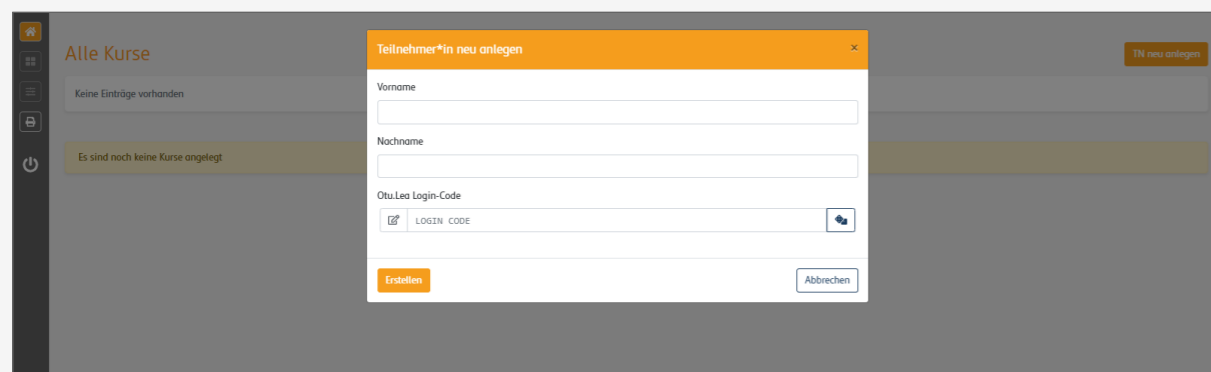 Alle Kurse
TN neu anlegen
Keine Einträge vorhanden
Es sind noch keine Kurse angelegt
Teilnehmer*in neu anlegen
×
Vorname
Nachname
Otu.Lea Login-Code
LOGIN CODE
Erstellen
Abbrechen